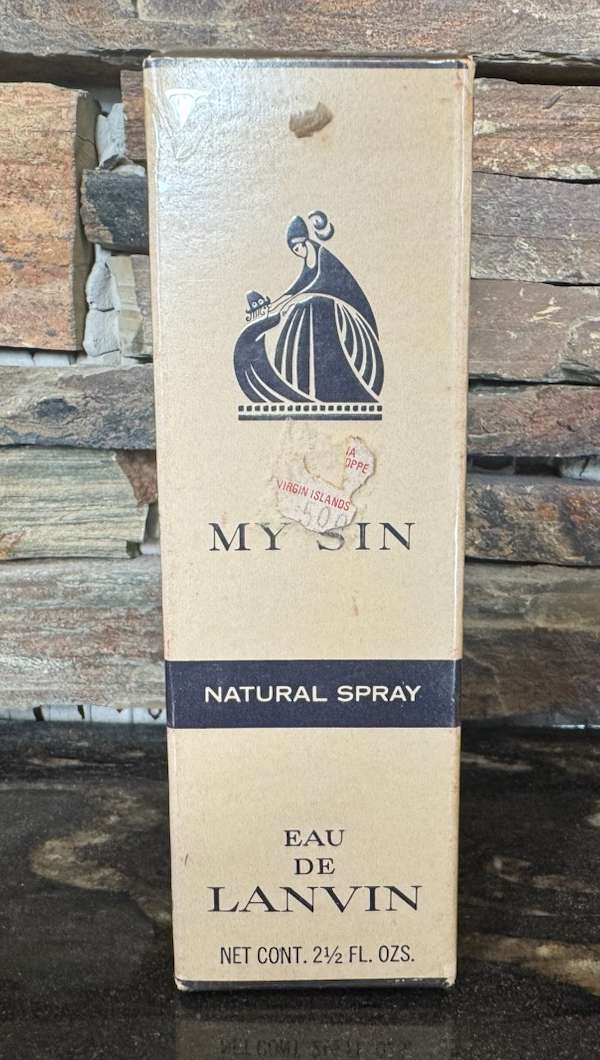 VIRGIN ISLANDS
MY SIN
NATURAL SPRAY
EAU
DE
LANVIN
NET CONT. 2½ FL. OZS.